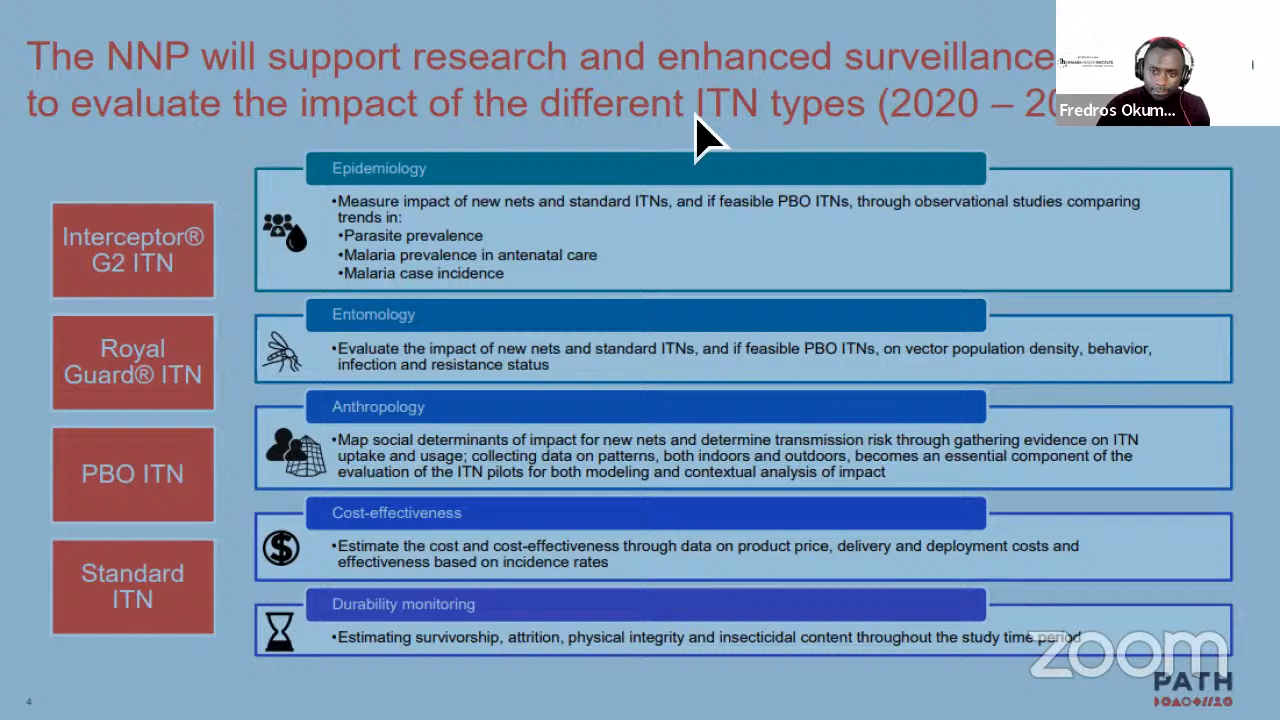 The NNP will support research and enhanced surveillance
to evaluate the impact of the different ITN types (2020 –
Fredros Okum...
Interceptor®
G2 ITN
Royal
Guard® ITN
PBO ITN
Standard
ITN
Epidemiology
•Measure impact of new nets and standard ITNs, and if feasible PBO ITNs, through observational studies comparing
trends in:
•Parasite prevalence
•Malaria prevalence in antenatal care
•Malaria case incidence
Entomology
•Evaluate the impact of new nets and standard ITNs, and if feasible PBO ITNs, on vector population density, behavior,
infection and resistance status
Anthropology
•Map social determinants of impact for new nets and determine transmission risk through gathering evidence on ITN
uptake and usage; collecting data on patterns, both indoors and outdoors, becomes an essential component of the
evaluation of the ITN pilots for both modeling and contextual analysis of impact
Cost-effectiveness
•Estimate the cost and cost-effectiveness through data on product price, delivery and deployment costs and
effectiveness based on incidence rates
Durability monitoring
•Estimating survivorship, attrition, physical integrity and insecticidal content throughout the study time period
zoom
PATH
4